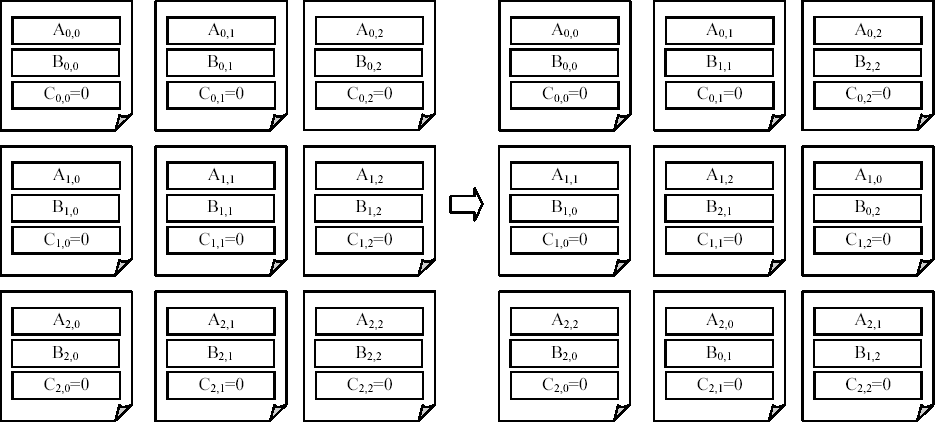 A0,0
B0,0
C0,0=0
A0,1
B0,1
C0,1=0
A0,2
B0,2
C0,2=0
A1,0
B1,0
C1,0=0
A1,1
B1,1
C1,1=0
A1,2
B1,2
C1,2=0
A2,0
B2,0
C2,0=0
A2,1
B2,1
C2,1=0
A2,2
B2,2
C2,2=0
A0,0
B0,0
C0,0=0
A0,1
B1,1
C0,1=0
A0,2
B2,2
C0,2=0
A1,1
B1,0
C1,0=0
A1,2
B2,1
C1,1=0
A1,0
B0,2
C1,2=0
A2,2
B2,0
C2,0=0
A2,0
B0,1
C2,1=0
A2,1
B1,2
C2,2=0